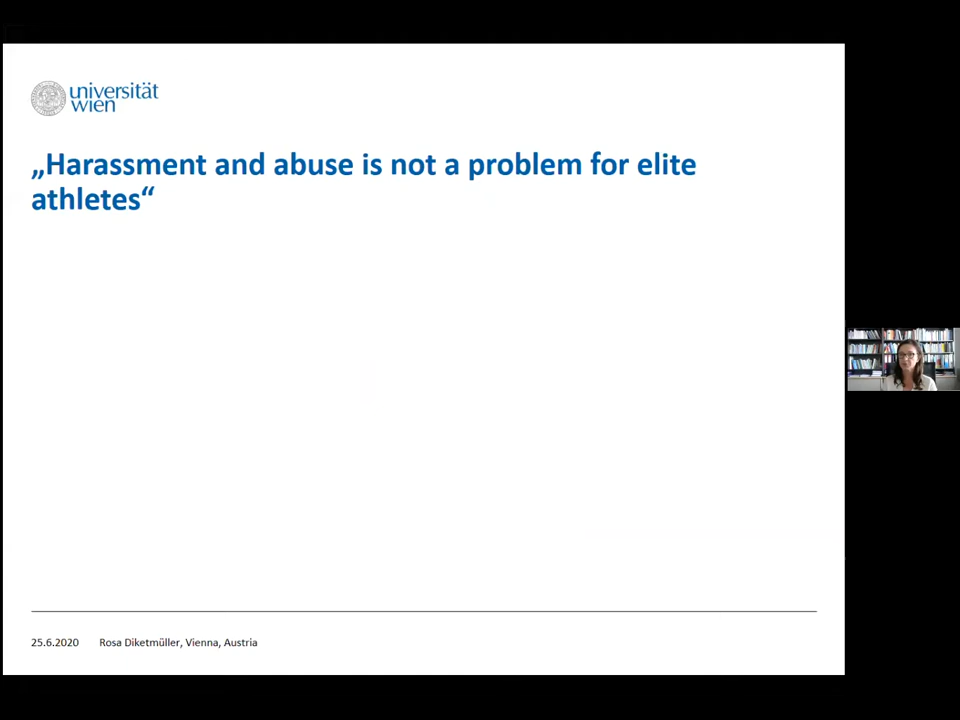 universität
wien
„Harassment and abuse is not a problem for elite
athletes“
25.6.2020 Rosa Diketmüller, Vienna, Austria